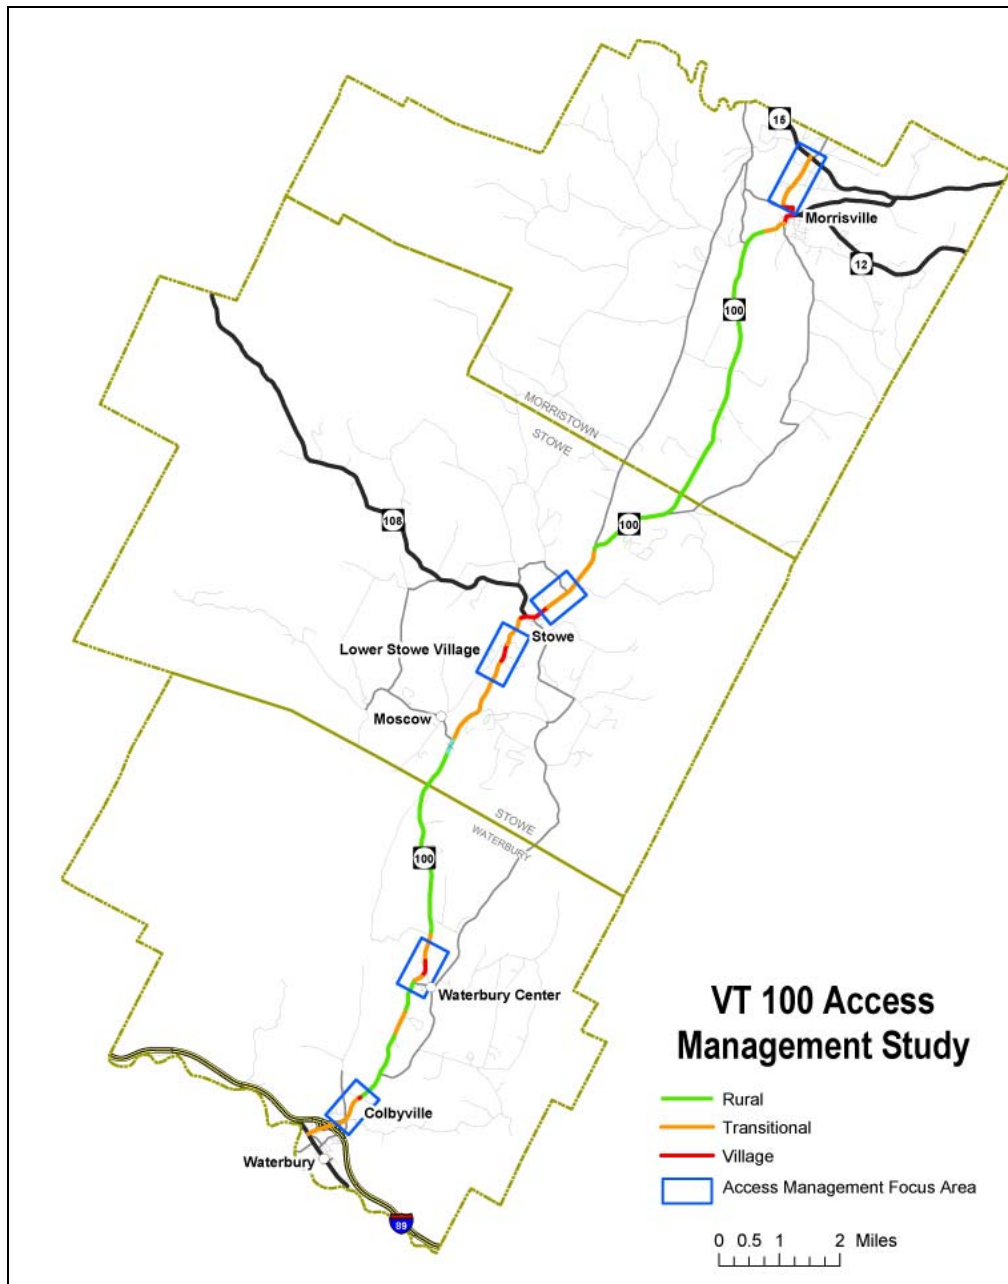 15
Morrisville
12
100
MORRISTOWN
STOWE
108
100
Stowe
Lower Stowe Village
Moscow
STOWE
WATERBURY
100
Waterbury Center
VT 100 Access
Management Study
Rural
Colbyville
Transitional
Village
Waterbury
Access Management Focus Area
89
0 0.5 1 2 Miles